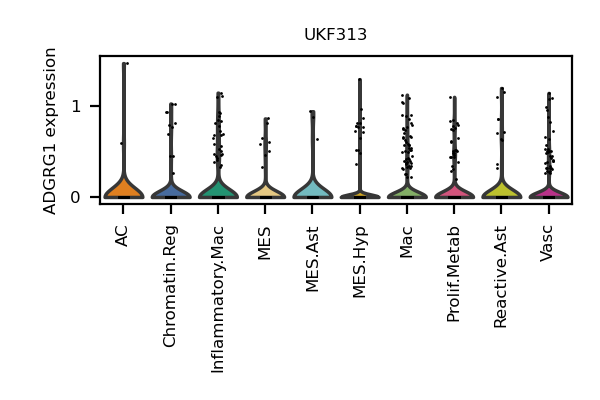 UKF313
ADGRG1 expression
1
0
AC
Chromatin.Reg
Inflammatory.Mac
MES
MES.Ast
MES.Hyp
Mac
Prolif.Metab
Reactive.Ast
Vasc